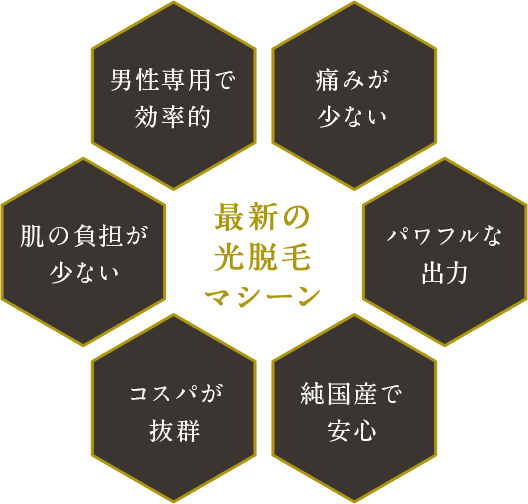 男性専用で
効率的
痛みが
少ない
肌の負担が
少ない
最新の
光脱毛
マシーン
パワフルな
出力
コスパが
抜群
純国産で
安心